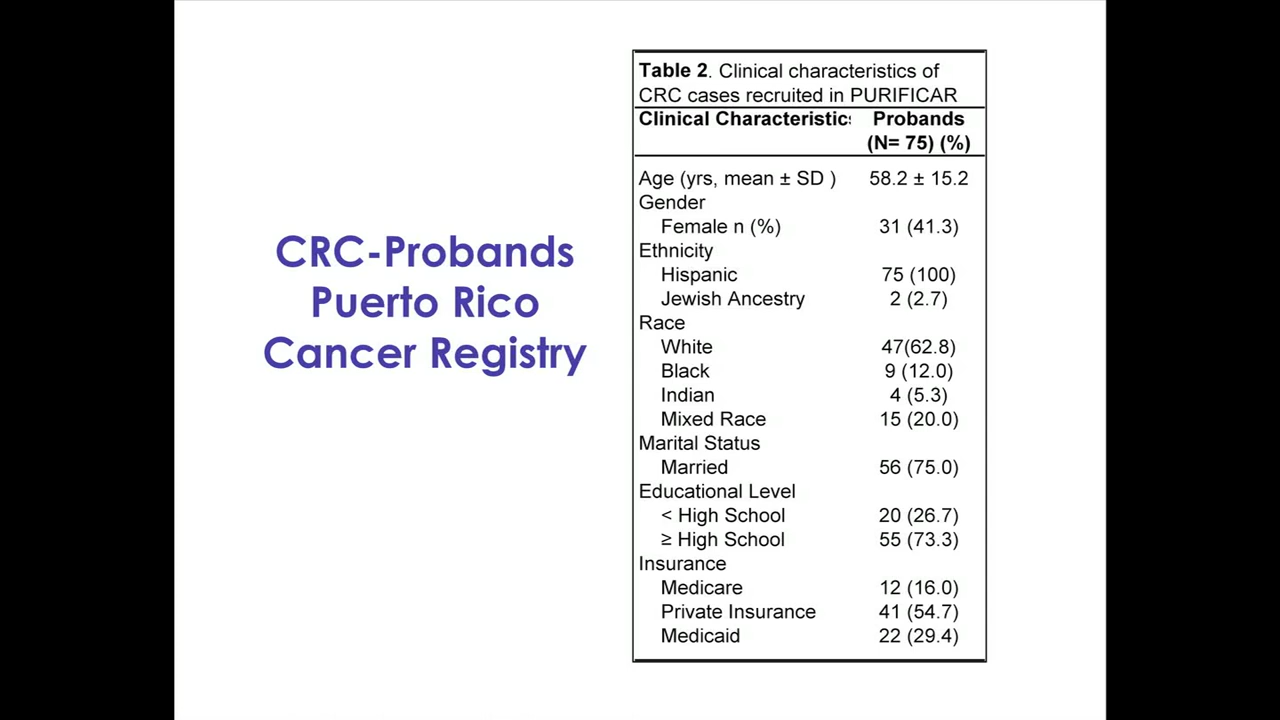 CRC-Probands
Puerto Rico
Cancer Registry
Table 2. Clinical characteristics of
CRC cases recruited in PURIFICAR
Clinical Characteristics Probands
(N= 75) (%)
Age (yrs, mean ± SD ) 58.2 ± 15.2
Gender
Female n (%) 31 (41.3)
Ethnicity
Hispanic 75 (100)
Jewish Ancestry 2 (2.7)
Race
White 47(62.8)
Black 9 (12.0)
Indian 4 (5.3)
Mixed Race 15 (20.0)
Marital Status
Married 56 (75.0)
Educational Level
< High School 20 (26.7)
≥ High School 55 (73.3)
Insurance
Medicare 12 (16.0)
Private Insurance 41 (54.7)
Medicaid 22 (29.4)